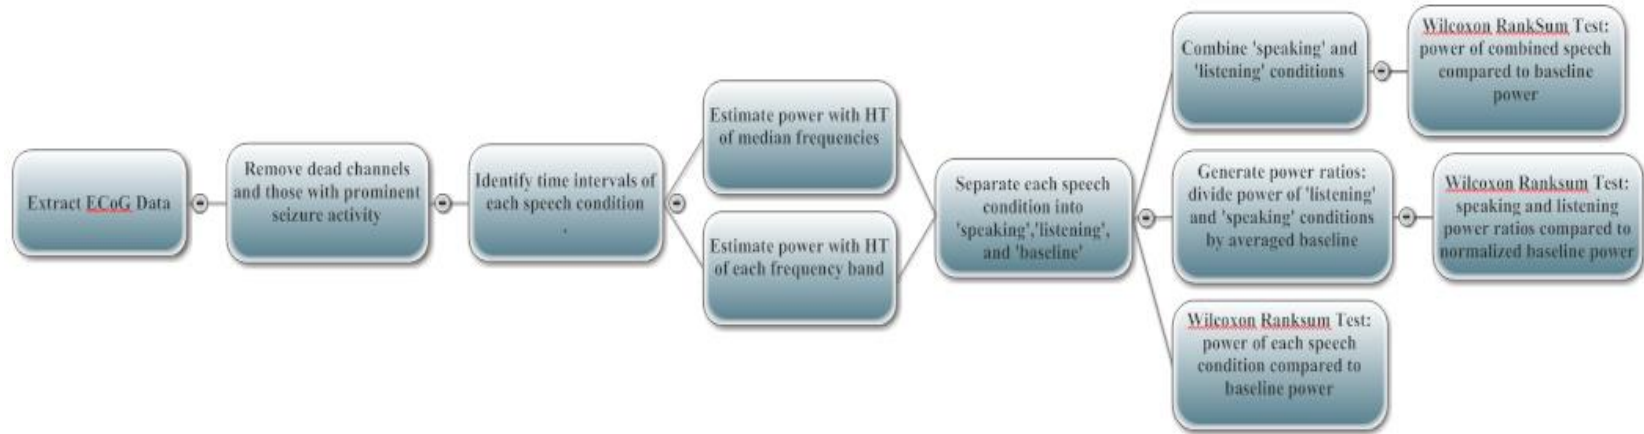 Extract ECoG Data
Remove dead channels
and those with prominent
seizure activity
Identify time intervals of
each speech condition
.
Estimate power with HT
of median frequencies
Estimate power with HT
of each frequency band
Separate each speech
condition into
'speaking','listening',
and 'baseline'
Combine 'speaking' and
'listening' conditions
Wilcoxon RankSum Test:
power of combined speech
compared to baseline
power
Generate power ratios:
divide power of 'listening'
and 'speaking' conditions
by averaged baseline
Wilcoxon Ranksum Test:
speaking and listening
power ratios compared to
normalized baseline power
Wilcoxon Ranksum Test:
power of each speech
condition compared to
baseline power